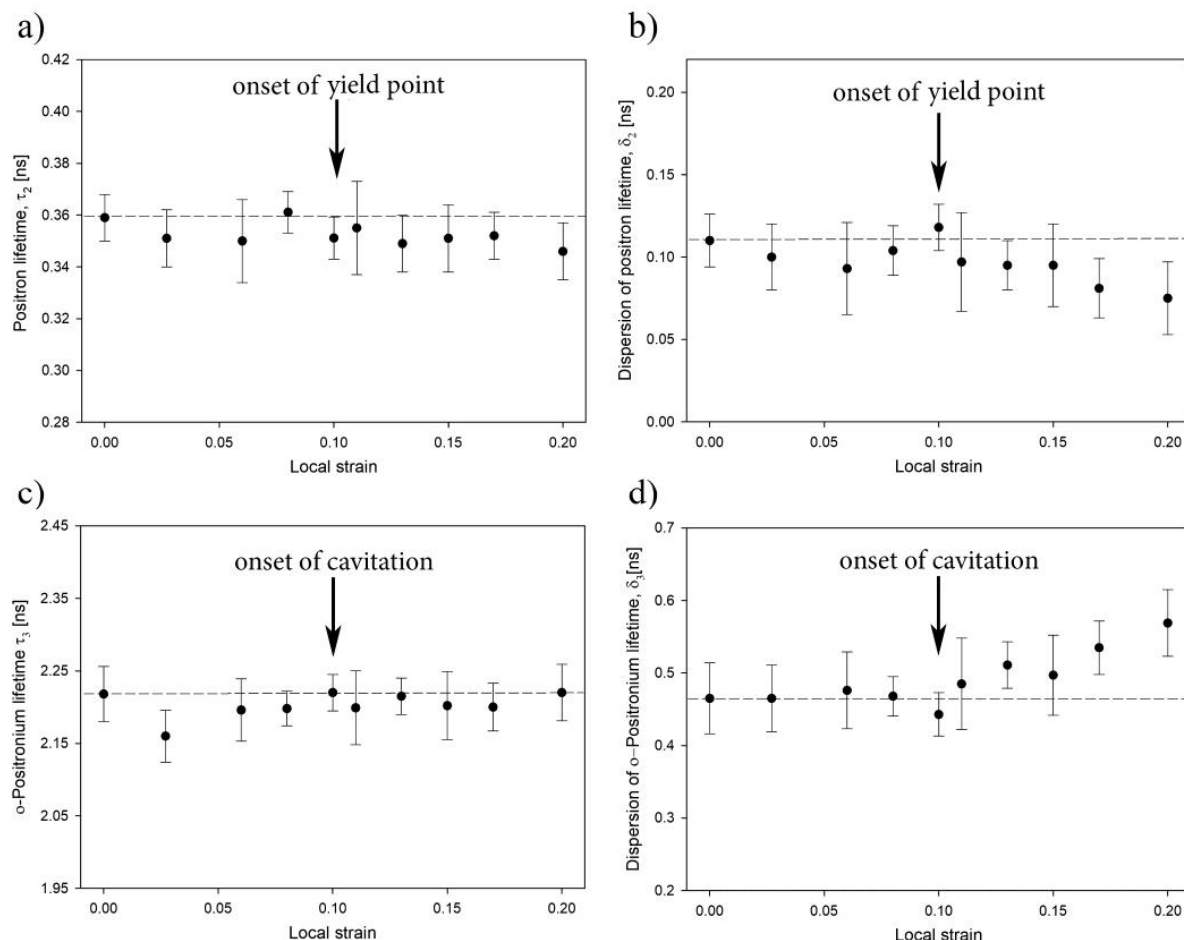 a)
0.42
0.40
0.38
0.36
0.34
0.32
0.30
0.28
Positron lifetime, τ2 [ns]
onset of yield point
0.00
0.05
0.10
0.15
0.20
Local strain
b)
0.20
0.15
0.10
0.05
0.00
Dispersion of positron lifetime, δ2 [ns]
onset of yield point
0.00
0.05
0.10
0.15
0.20
Local strain
c)
2.45
2.35
2.25
2.15
2.05
1.95
o-Positronium lifetime τ3 [ns]
onset of cavitation
0.00
0.05
0.10
0.15
0.20
Local strain
d)
0.7
0.6
0.5
0.4
0.3
0.2
Dispersion of o–Positronium lifetime, δ3[ns]
onset of cavitation
0.00
0.05
0.10
0.15
0.20
Local strain